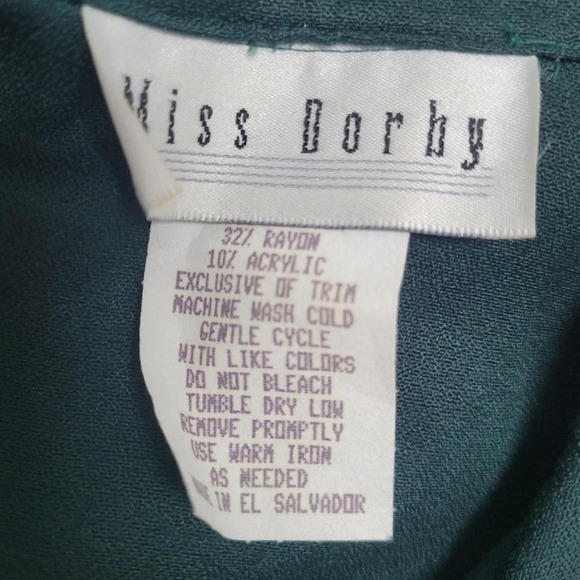 Miss Dorby
32% RAYON
10% ACRYLIC
EXCLUSIVE OF TRIM
MACHINE WASH COLD
GENTLE CYCLE
WITH LIKE COLORS
DO NOT BLEACH
TUMBLE DRY LOW
REMOVE PROMPTLY
USE WARM IRON
AS NEEDED
MADE IN EL SALVADOR